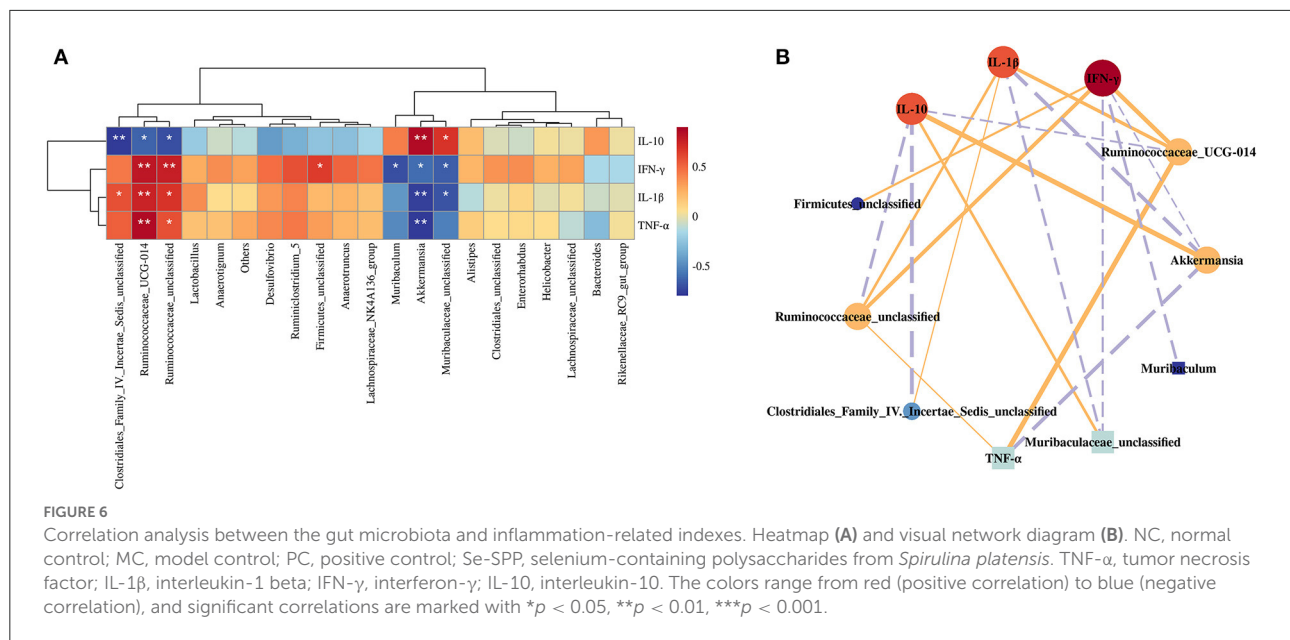 A
** * * ** * IL-10
** ** * * * * IFN-γ
* ** * ** * IL-1β
** * ** TNF-α
0.5
0
-0.5
Clostridiales_Family_IV._Incertae_Sedis_unclassified
Ruminococcaceae_UCG-014
Ruminococcaceae_unclassified
Lactobacillus
Anaerotignum
Others
Desulfovibrio
Ruminiclostridium_5
Firmicutes_unclassified
Anaerotruncus
Lachnospiraceae_NK4A136_group
Muribaculum
Akkermansia
Muribaculaceae_unclassified
Alistipes
Clostridiales_unclassified
Enterorhabdus
Helicobacter
Lachnospiraceae_unclassified
Bacteroides
Rikenellaceae_RC9_gut_group
B
IL-1β
IFN-γ
IL-10
Ruminococcaceae_UCG-014
Firmicutes_unclassified
Akkermansia
Ruminococcaceae_unclassified
Muribaculum
Clostridiales_Family_IV._Incertae_Sedis_unclassified
Muribaculaceae_unclassified
TNF-α
FIGURE 6
Correlation analysis between the gut microbiota and inflammation-related indexes. Heatmap (A) and visual network diagram (B). NC, normal
control; MC, model control; PC, positive control; Se-SPP, selenium-containing polysaccharides from Spirulina platensis. TNF-α, tumor necrosis
factor; IL-1β, interleukin-1 beta; IFN-γ, interferon-γ; IL-10, interleukin-10. The colors range from red (positive correlation) to blue (negative
correlation), and significant correlations are marked with *p < 0.05, **p < 0.01, ***p < 0.001.